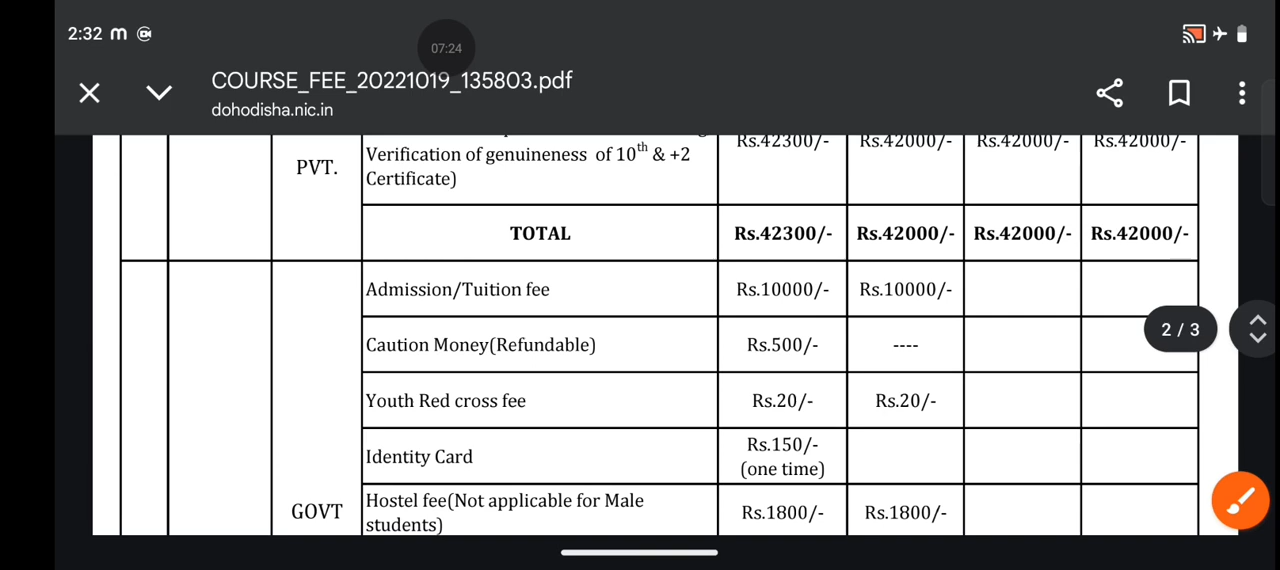 2:32 m
07:24
COURSE_FEE_20221019_135803.pdf
dohodisha.nic.in
PVT.
Verification of genuineness of 10th & +2
Certificate)
Rs.42300/- Rs.42000/- Rs.42000/- Rs.42000/-
TOTAL Rs.42300/- Rs.42000/- Rs.42000/- Rs.42000/-
Admission/Tuition fee Rs.10000/- Rs.10000/-
2 / 3
Caution Money(Refundable) Rs.500/- ----
Youth Red cross fee Rs.20/- Rs.20/-
Identity Card Rs.150/-
(one time)
GOVT
Hostel fee(Not applicable for Male
students)
Rs.1800/- Rs.1800/-